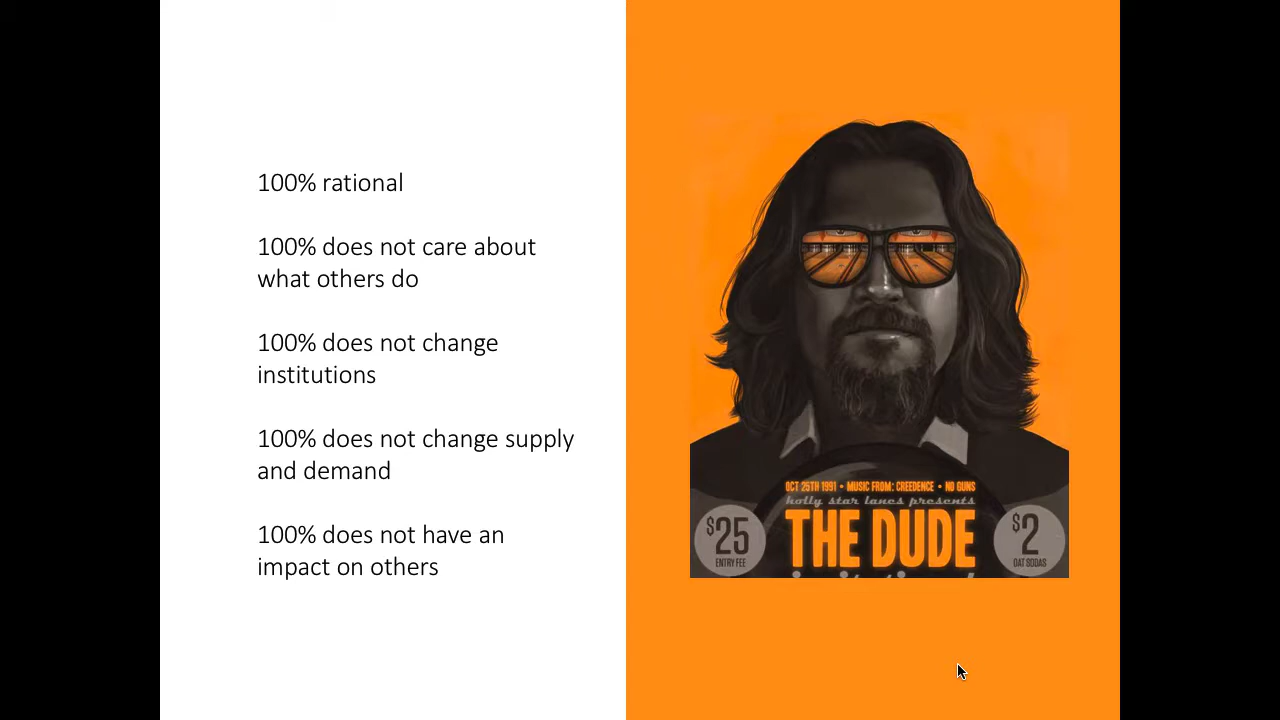 100% rational
100% does not care about
what others do
100% does not change
institutions
100% does not change supply
and demand
100% does not have an
impact on others
OCT 25TH 1991 • MUSIC FROM: CREEDENCE • NO GUNS
holly star lanes presents
$25
ENTRY FEE
THE DUDE
$2
OAT SODAS